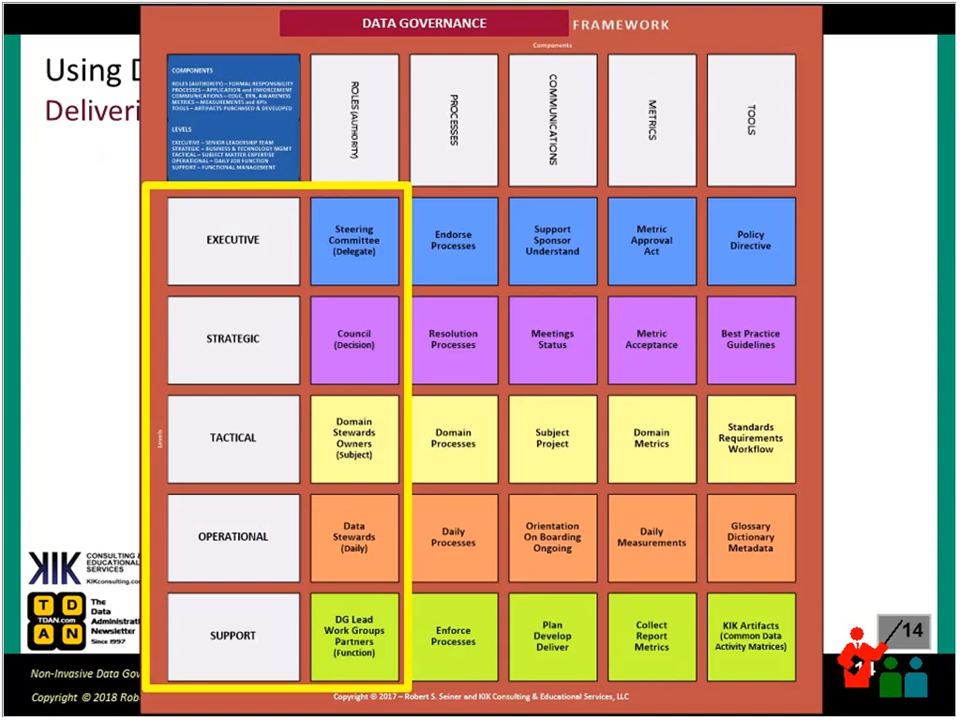 DATA GOVERNANCE FRAMEWORK
Components
Using D
Deliveri
COMPONENTS
ROLES (AUTHORITY) – FORMAL RESPONSIBILITY
PROCESSES – APPLICATION and ENFORCEMENT
COMMUNICATIONS – EDUC, ENV, AWARENESS
METRICS – MEASUREMENTS and KPIs
TOOLS – ARTIFACTS PURCHASED & DEVELOPED
LEVELS
EXECUTIVE – SENIOR LEADERSHIP TEAM
STRATEGIC – BUSINESS & TECHNOLOGY MGMT
TACTICAL – SUBJECT MATTER EXPERTISE
OPERATIONAL – DAILY JOB FUNCTION
SUPPORT – FUNCTIONAL MANAGEMENT
ROLES (AUTHORITY)
PROCESSES
COMMUNICATIONS
METRICS
TOOLS
Levels
EXECUTIVE
Steering
Committee
(Delegate)
Endorse
Processes
Support
Sponsor
Understand
Metric
Approval
Act
Policy
Directive
STRATEGIC
Council
(Decision)
Resolution
Processes
Meetings
Status
Metric
Acceptance
Best Practice
Guidelines
TACTICAL
Domain
Stewards
Owners
(Subject)
Domain
Processes
Subject
Project
Domain
Metrics
Standards
Requirements
Workflow
OPERATIONAL
Data
Stewards
(Daily)
Daily
Processes
Orientation
On Boarding
Ongoing
Daily
Measurements
Glossary
Dictionary
Metadata
SUPPORT
DG Lead
Work Groups
Partners
(Function)
Enforce
Processes
Plan
Develop
Deliver
Collect
Report
Metrics
KIK Artifacts
(Common Data
Activity Matrices)
KIK
CONSULTING &
EDUCATIONAL
SERVICES
KIKconsulting.com
TD
TDAN.com
AN
The
Data
Administrati
Newsletter
Since 1997
/14
Non-Invasive Data Gov
Copyright © 2018 Rob
Copyright © 2017 – Robert S. Seiner and KIK Consulting & Educational Services, LLC